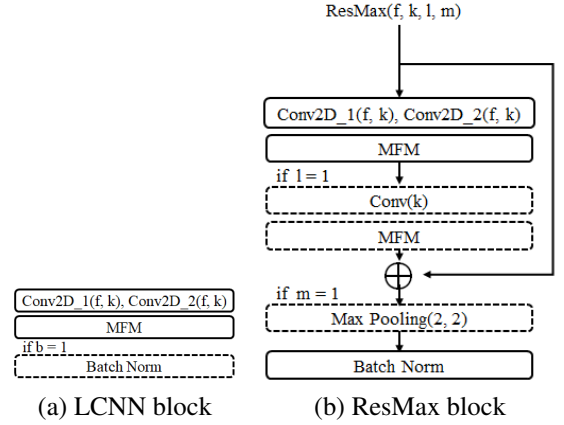 ResMax(f, k, l, m)
Conv2D_1(f, k), Conv2D_2(f, k)
MFM
if l = 1
Conv(k)
MFM
if m = 1
Max Pooling(2, 2)
Batch Norm
Conv2D_1(f, k), Conv2D_2(f, k)
MFM
if b = 1
Batch Norm
(a) LCNN block
(b) ResMax block